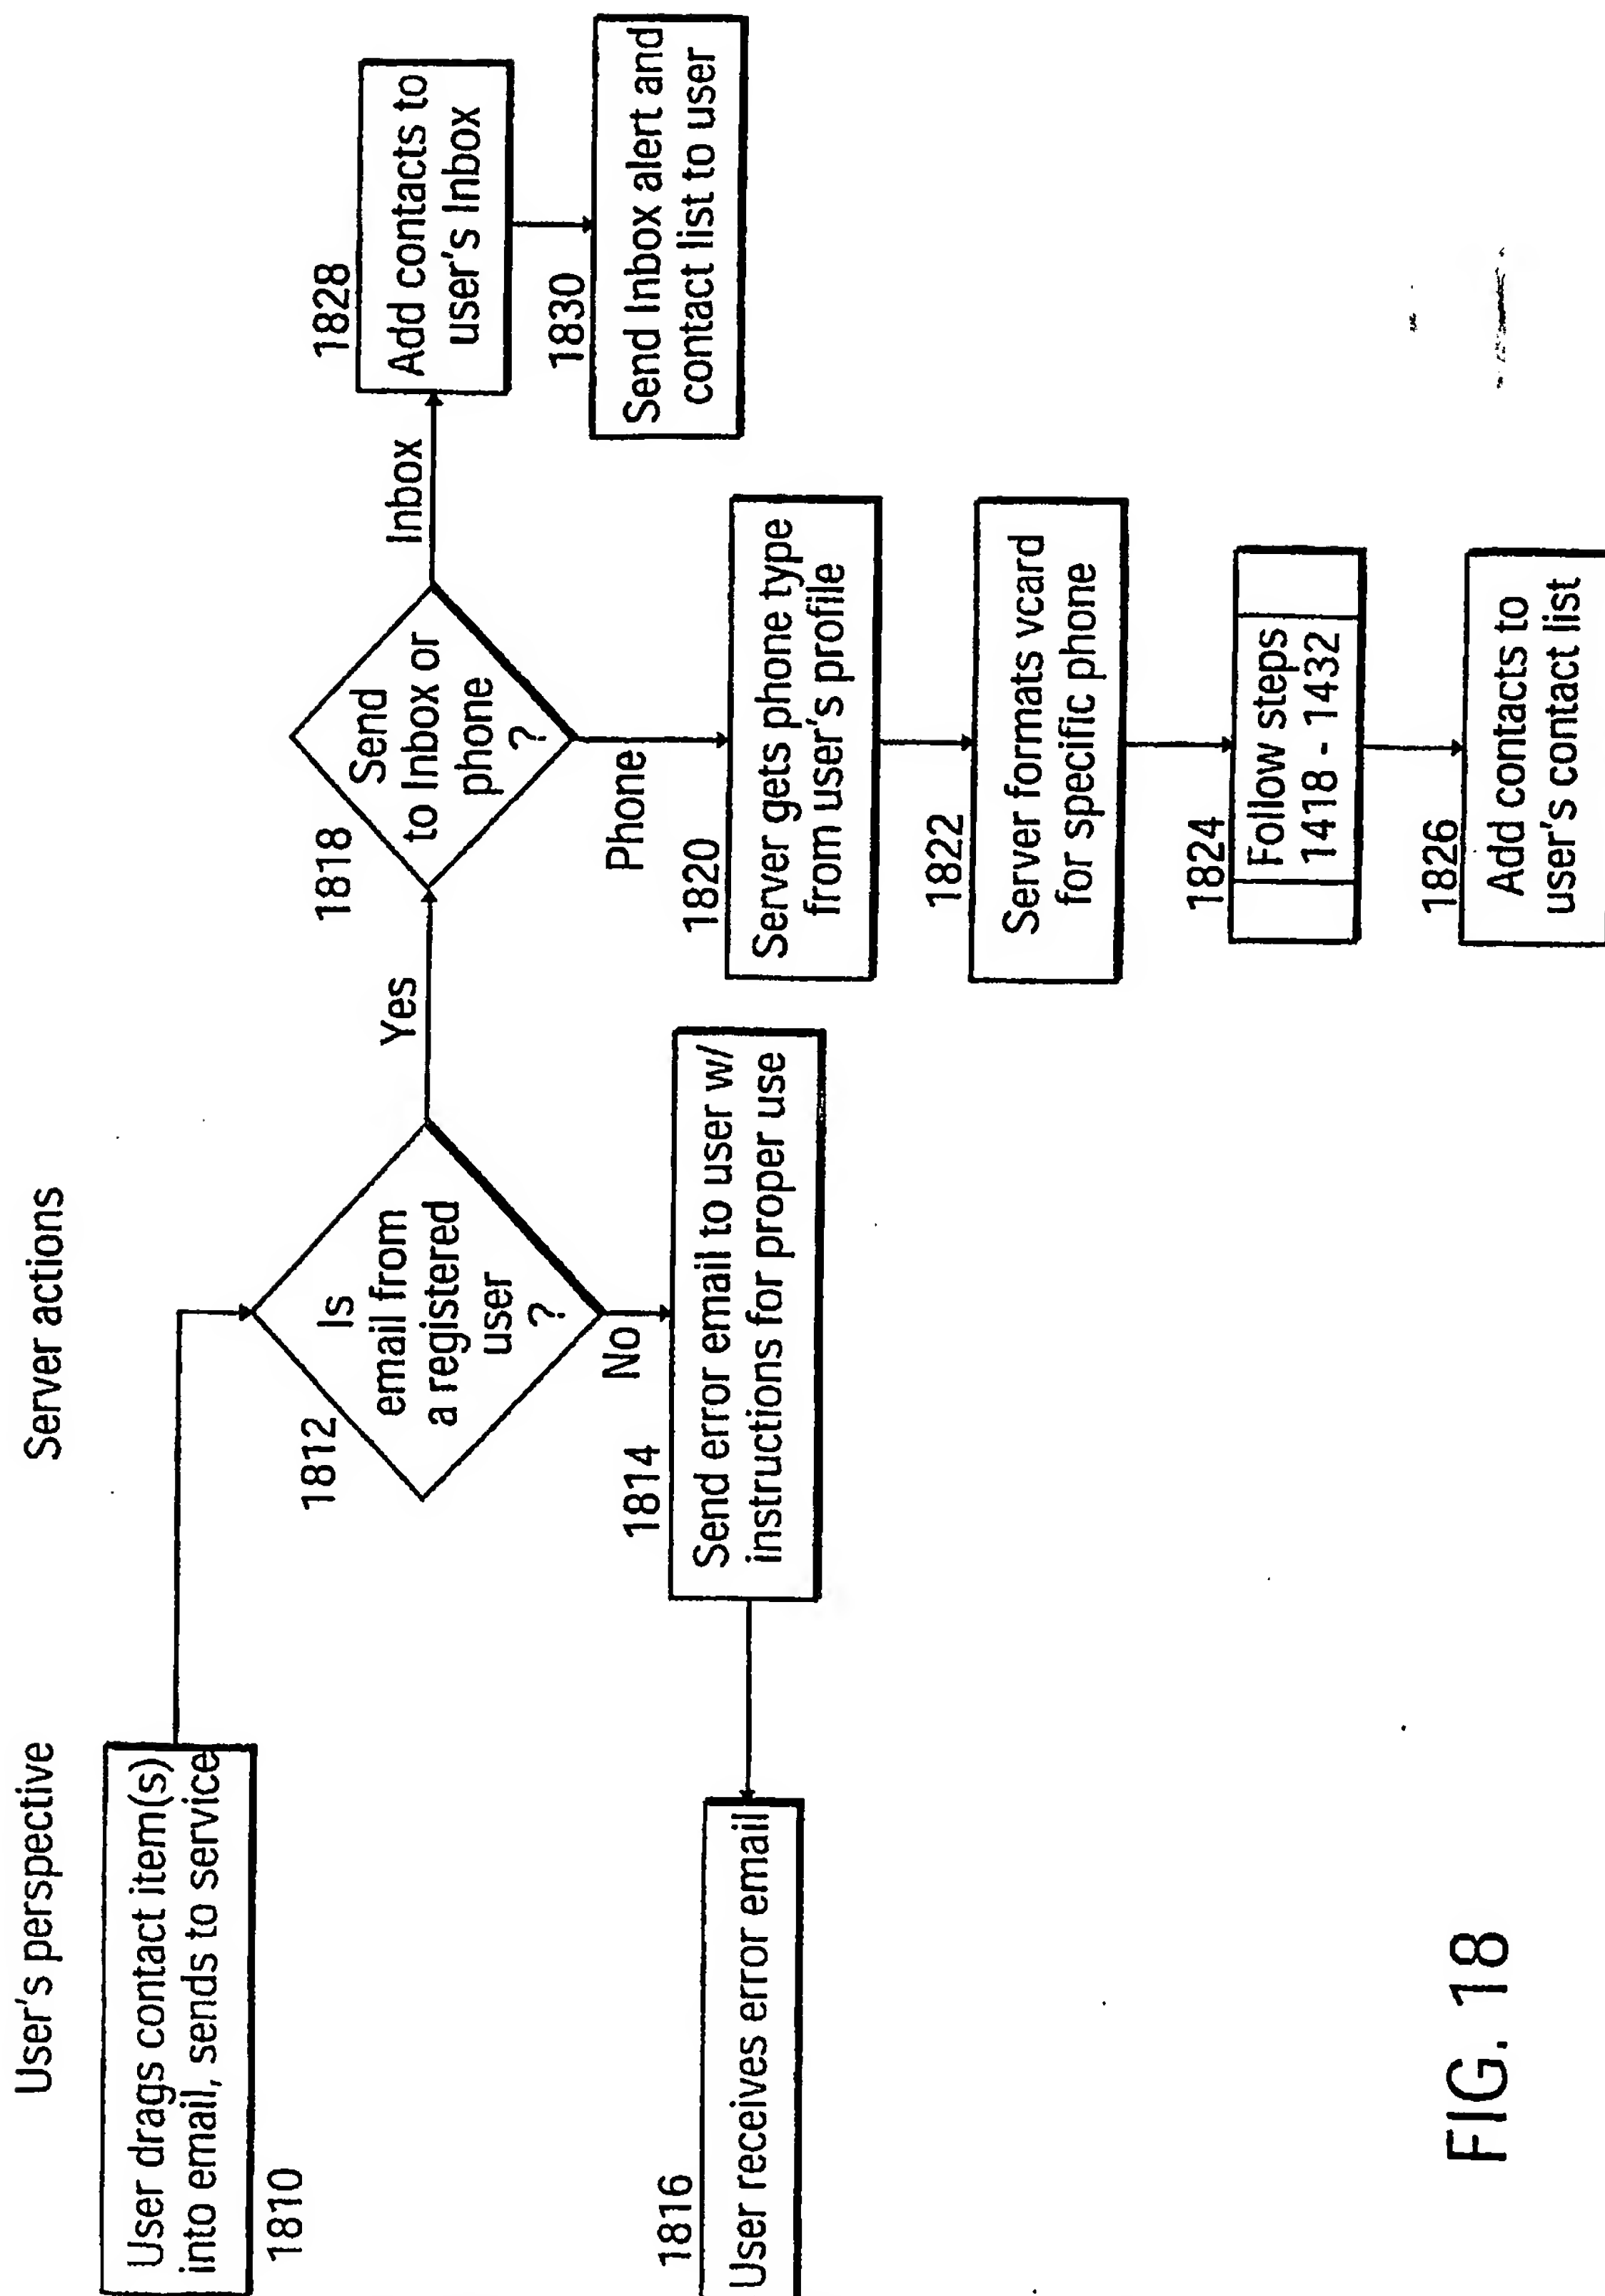 User's perspective
Server actions
User drags contact item(s)
into email, sends to service
1810
1812
Is
email from
a registered
user
?
Yes
No
1814
Send error email to user w/
instructions for proper use
1816
User receives error email
1818
Send
to Inbox or
phone
?
Inbox
Phone
1828
Add contacts to
user's Inbox
1830
Send Inbox alert and
contact list to user
1820
Server gets phone type
from user's profile
1822
Server formats vcard
for specific phone
1824
Follow steps
1418 - 1432
1826
Add contacts to
user's contact list
FIG. 18